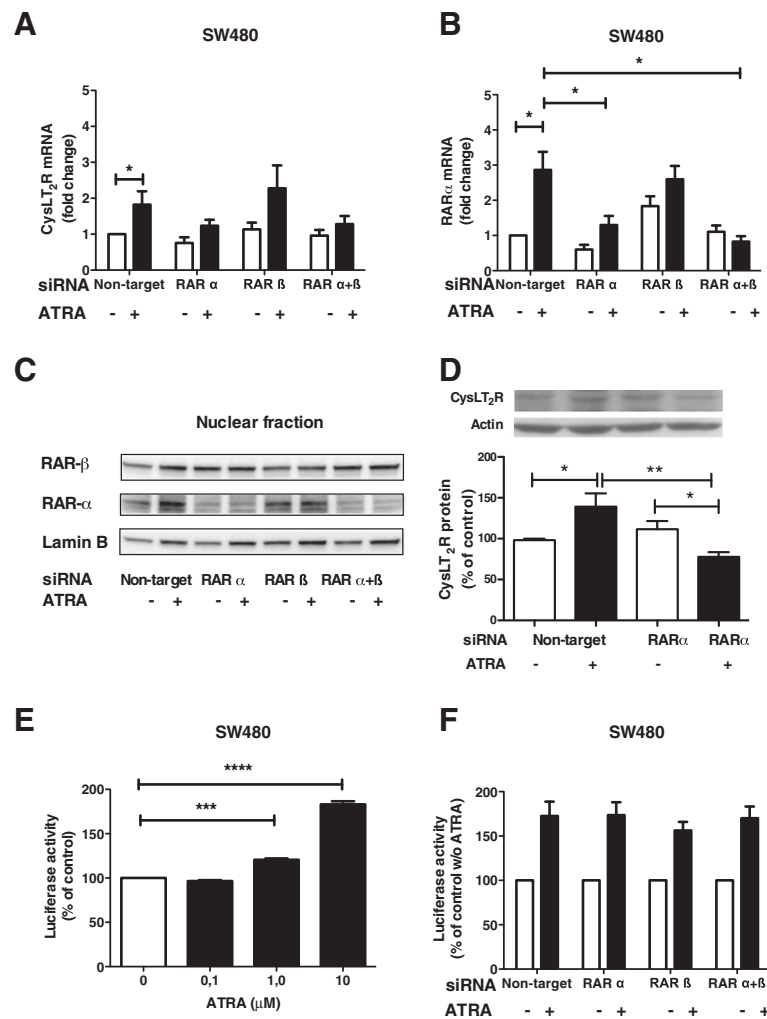 A
SW480
CysLT2R mRNA
(fold change)
5
4
3
2
1
0
*
siRNA Non-target RAR α RAR ß RAR α+ß
ATRA - + - + - + - +
B
SW480
RARα mRNA
(fold change)
5
4
3
2
1
0
*
*
*
siRNA Non-target RAR α RAR ß RAR α+ß
ATRA - + - + - + - +
C
Nuclear fraction
RAR-β
RAR-α
Lamin B
siRNA Non-target RAR α RAR ß RAR α+ß
ATRA - + - + - + - +
D
CysLT2R
Actin
CysLT2R protein
(% of control)
200
150
100
50
0
* **
*
siRNA Non-target RARα RARα
ATRA - + - +
E
SW480
Luciferase activity
(% of control)
200
150
100
50
0
****
***
0 0,1 1,0 10
ATRA (µM)
F
SW480
Luciferase activity
(% of control w/o ATRA)
200
150
100
50
0
siRNA Non-target RAR α RAR ß RAR α+ß
ATRA - + - + - + - +